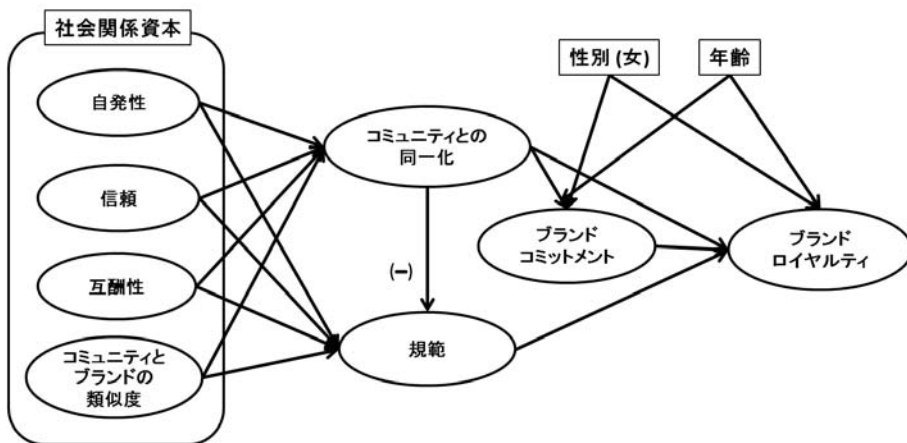 社会関係資本
自発性
信頼
互酬性
コミュニティと
ブランドの
類似度
コミュニティとの
同一化
(－)
規範
性別(女)
年齢
ブランド
コミットメント
ブランド
ロイヤルティ